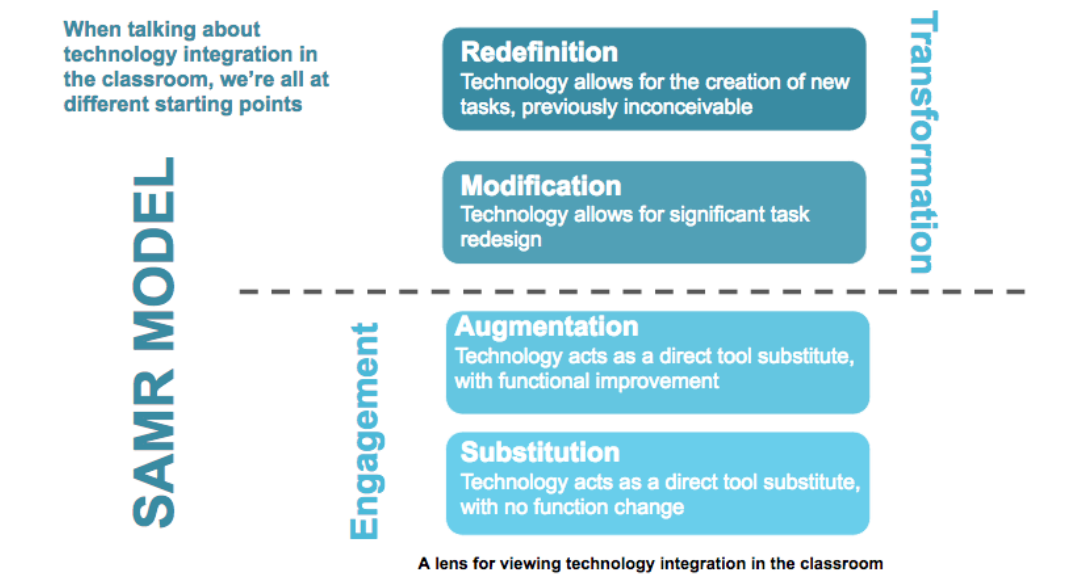 When talking about
technology integration in
the classroom, we're all at
different starting points
SAMR MODEL
Redefinition
Technology allows for the creation of new
tasks, previously inconceivable
Modification
Technology allows for significant task
redesign
Transformation
Engagement
Augmentation
Technology acts as a direct tool substitute,
with functional improvement
Substitution
Technology acts as a direct tool substitute,
with no function change
A lens for viewing technology integration in the classroom